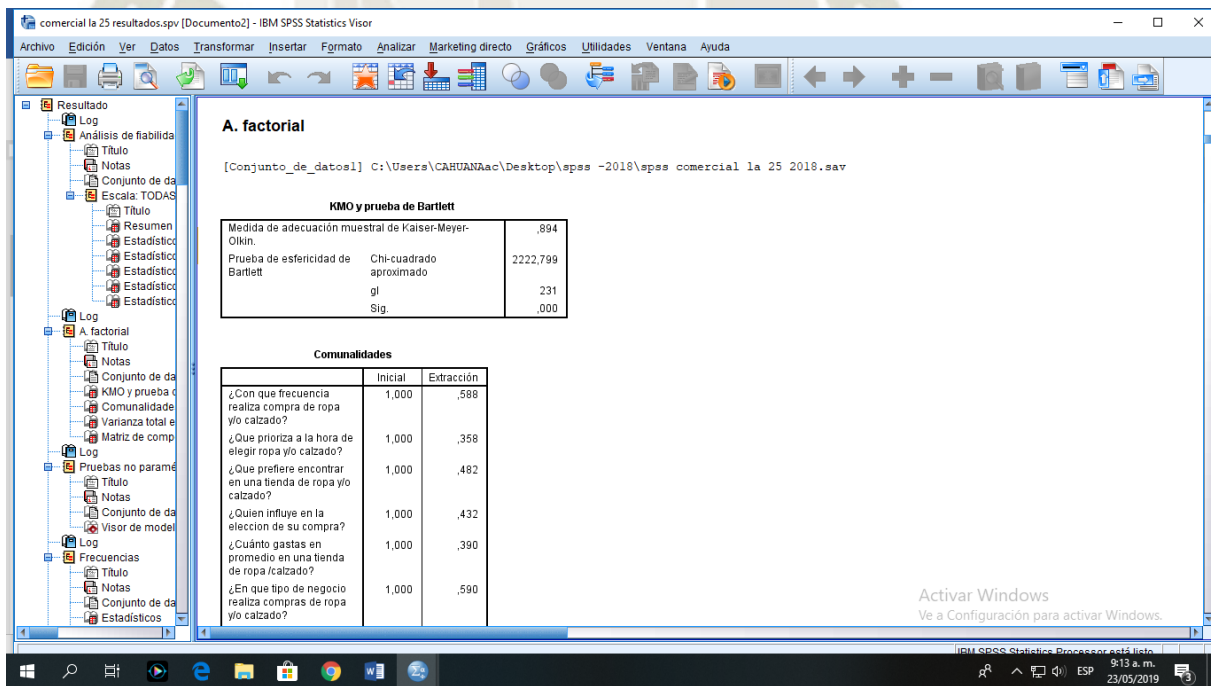 comercial la 25 resultados.spv [Documento2] - IBM SPSS Statistics Visor
Archivo Edición Ver Datos Transformar Insertar Formato Analizar Marketing directo Gráficos Utilidades Ventana Ayuda
Resultado
Log
Análisis de fiabilida
Título
Notas
Conjunto de da
Escala: TODAS
Título
Resumen
Estadístic
Estadístic
Estadístic
Estadístic
Estadístic
Log
A. factorial
Título
Notas
Conjunto de da
KMO y prueba
Comunalidade
Varianza total e
Matriz de comp
Log
Pruebas no paramé
Título
Notas
Conjunto de da
Visor de model
Log
Frecuencias
Título
Notas
Conjunto de da
Estadísticos
A. factorial
[Conjunto_de_datos1] C:\Users\CAHUANAac\Desktop\spss -2018\spss comercial la 25 2018.sav
KMO y prueba de Bartlett
Medida de adecuación muestral de Kaiser-Meyer-
Olkin. ,894
Prueba de esfericidad de Bartlett Chi-cuadrado aproximado 2222,799
gl 231
Sig. ,000
Comunalidades
Inicial Extracción
¿Con que frecuencia 1,000 ,588
realiza compra de ropa
y/o calzado?
¿Que prioriza a la hora de 1,000 ,358
elegir ropa y/o calzado?
¿Que prefiere encontrar 1,000 ,482
en una tienda de ropa y/o
calzado?
¿Quien influye en la 1,000 ,432
eleccion de su compra?
¿Cuánto gastas en 1,000 ,390
promedio en una tienda
de ropa /calzado?
¿En que tipo de negocio 1,000 ,590
realiza compras de ropa
y/o calzado?
Activar Windows
Ve a Configuración para activar Windows.
IBM SPSS Statistics Processor está listo
ESP
9:13 a. m.
23/05/2019
3